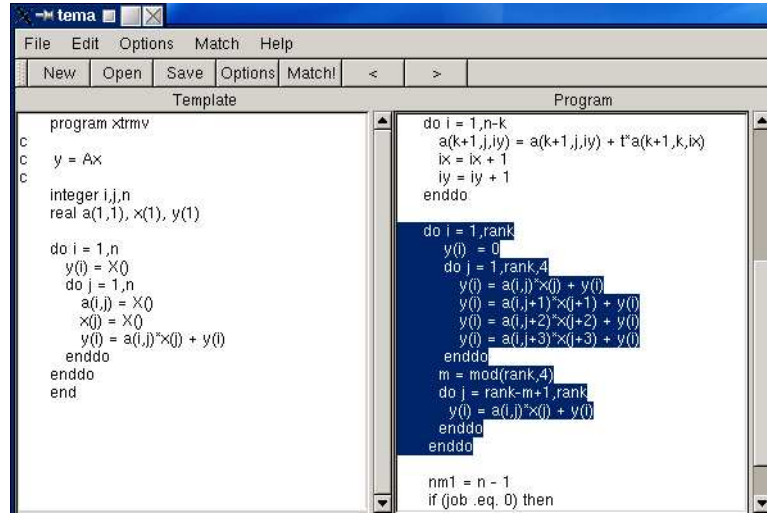 tema
File Edit Options Match Help
New Open Save Options Match! < >
Template
program xtrmv
c
c y = Ax
c
integer i,j,n
real a(1,1), x(1), y(1)
do i = 1,n
y(i) = X()
do j = 1,n
a(i,j) = X()
x(j) = X()
y(i) = a(i,j)*x(j) + y(i)
enddo
enddo
end
Program
do i = 1,n-k
a(k+1,j,iy) = a(k+1,j,iy) + t*a(k+1,k,ix)
ix = ix + 1
iy = iy + 1
enddo
do i = 1,rank
y(i) = 0
do j = 1,rank,4
y(i) = a(i,j)*x(j) + y(i)
y(i) = a(i,j+1)*x(j+1) + y(i)
y(i) = a(i,j+2)*x(j+2) + y(i)
y(i) = a(i,j+3)*x(j+3) + y(i)
enddo
m = mod(rank,4)
do j = rank-m+1,rank
y(i) = a(i,j)*x(j) + y(i)
enddo
enddo
nm1 = n - 1
if (job .eq. 0) then